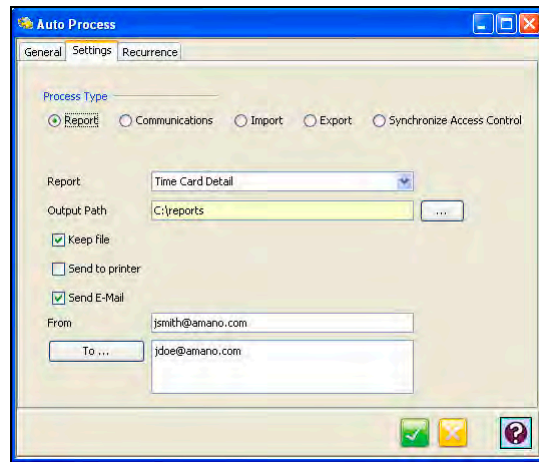 Auto Process
General Settings Recurrence
Process Type
Report Communications Import Export Synchronize Access Control
Report Time Card Detail
Output Path C:\reports ...
Keep file
Send to printer
Send E-Mail
From jsmith@amano.com
To ... jdoe@amano.com
?